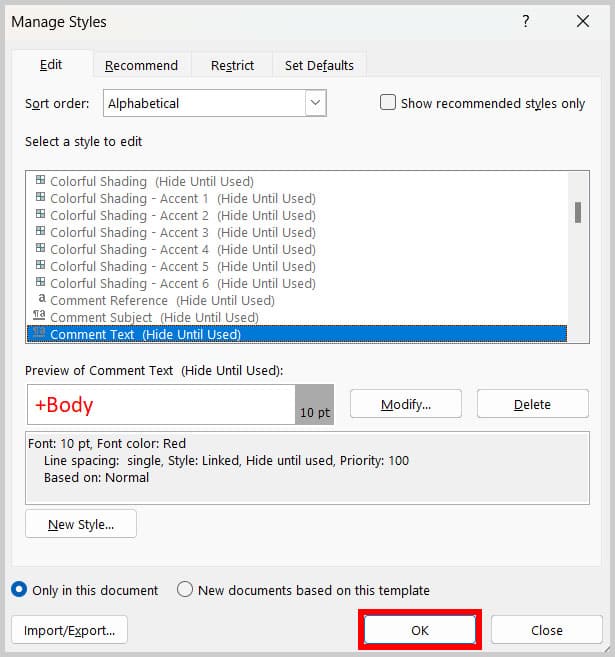 Manage Styles
?
Edit
Recommend
Restrict
Set Defaults
Sort order:
Alphabetical
Show recommended styles only
Select a style to edit
Colorful Shading (Hide Until Used)
Colorful Shading - Accent 1 (Hide Until Used)
Colorful Shading - Accent 2 (Hide Until Used)
Colorful Shading - Accent 3 (Hide Until Used)
Colorful Shading - Accent 4 (Hide Until Used)
Colorful Shading - Accent 5 (Hide Until Used)
Colorful Shading - Accent 6 (Hide Until Used)
a Comment Reference (Hide Until Used)
¶a Comment Subject (Hide Until Used)
¶a Comment Text (Hide Until Used)
Preview of Comment Text (Hide Until Used):
+Body
10 pt
Modify...
Delete
Font: 10 pt, Font color: Red
Line spacing: single, Style: Linked, Hide until used, Priority: 100
Based on: Normal
New Style...
Only in this document
New documents based on this template
Import/Export...
OK
Close